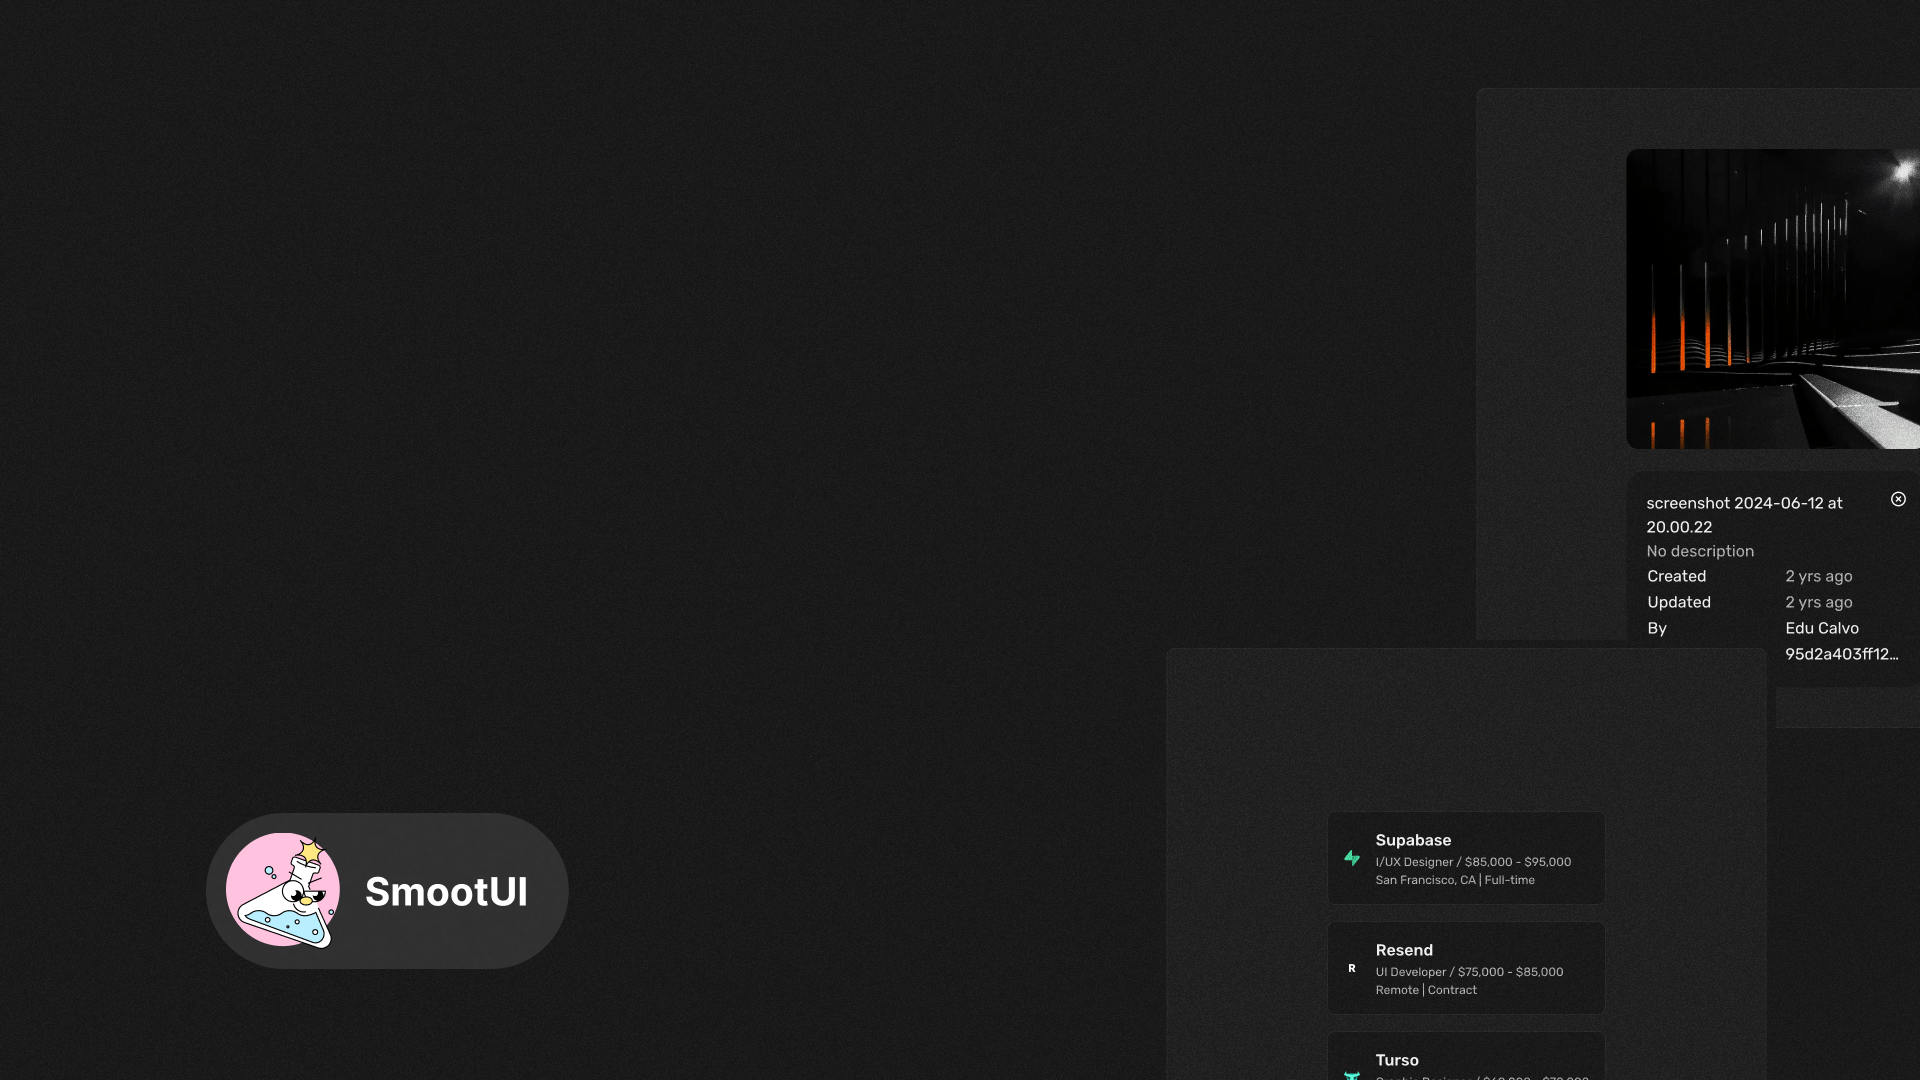 screenshot 2024-06-12 at
20.00.22
No description
Created 2 yrs ago
Updated 2 yrs ago
By Edu Calvo
95d2a403ff12...
Supabase
I/UX Designer / $85,000 - $95,000
San Francisco, CA | Full-time
R
Resend
UI Developer / $75,000 - $85,000
Remote | Contract
Turso
SmootUI